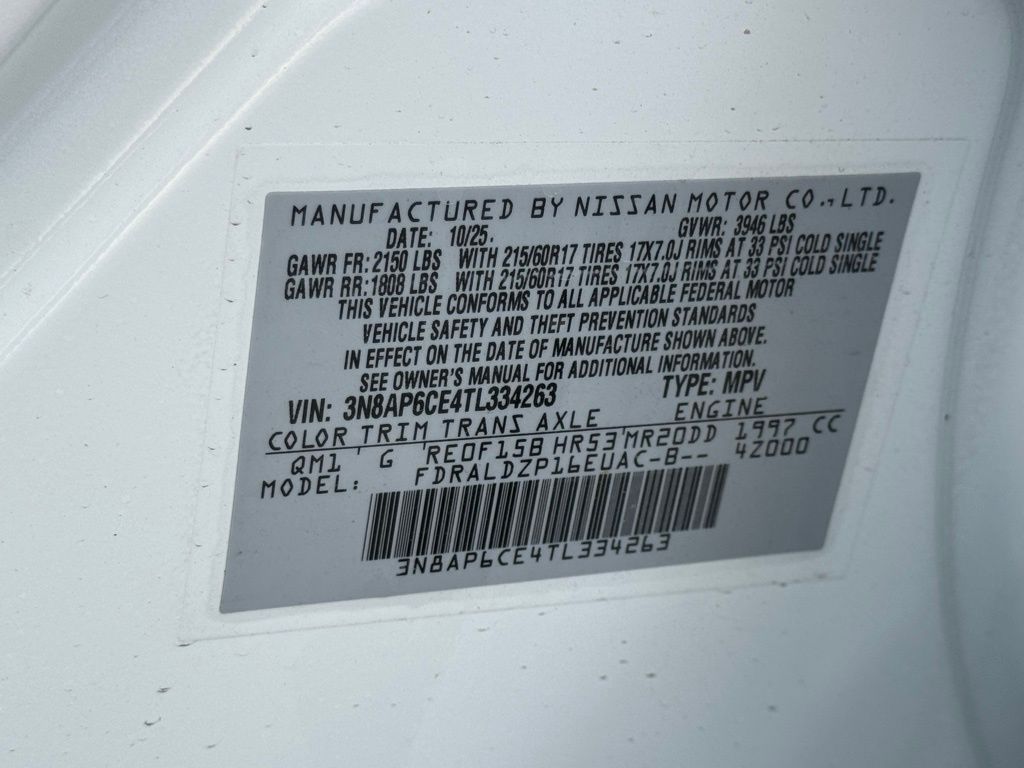 MANUFACTURED BY NISSAN MOTOR CO., LTD.
DATE: 10/25. GVWR: 3946 LBS
GAWR FR: 2150 LBS WITH 215/60R17 TIRES 17X7.0J RIMS AT 33 PSI COLD SINGLE
GAWR RR: 1808 LBS WITH 215/60R17 TIRES 17X7.0J RIMS AT 33 PSI COLD SINGLE
THIS VEHICLE CONFORMS TO ALL APPLICABLE FEDERAL MOTOR
VEHICLE SAFETY AND THEFT PREVENTION STANDARDS
IN EFFECT ON THE DATE OF MANUFACTURE SHOWN ABOVE.
SEE OWNER'S MANUAL FOR ADDITIONAL INFORMATION.
VIN: 3N8AP6CE4TL334263 TYPE: MPV
COLOR TRIM TRANS AXLE ENGINE
QM1 ' G ' RE0F15B HR53 ' MR20DD 1997 CC
MODEL: FDRALDZP16EUAC-B-- 4Z000
3N8AP6CE4TL334263